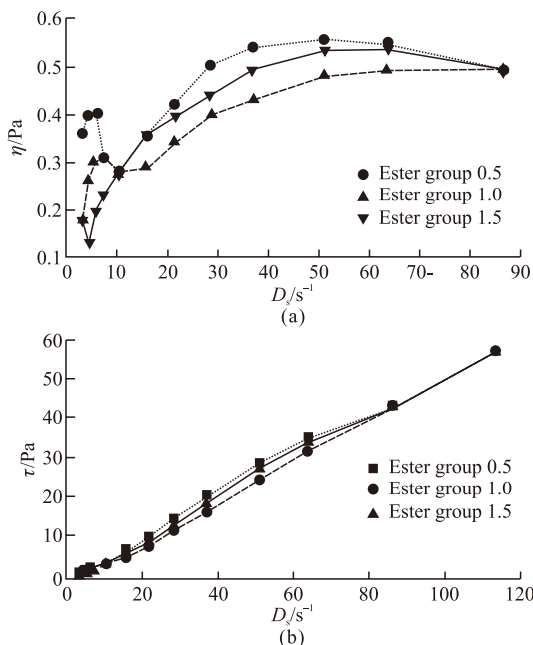 0.6
0.5
0.4
0.3
0.2
0.1
η/Pa
Ester group 0.5
Ester group 1.0
Ester group 1.5
0 10 20 30 40 50 60 70- 80 90
Dₛ/s⁻¹
(a)
60
50
40
30
20
10
0
τ/Pa
Ester group 0.5
Ester group 1.0
Ester group 1.5
0 20 40 60 80 100 120
Dₛ/s⁻¹
(b)